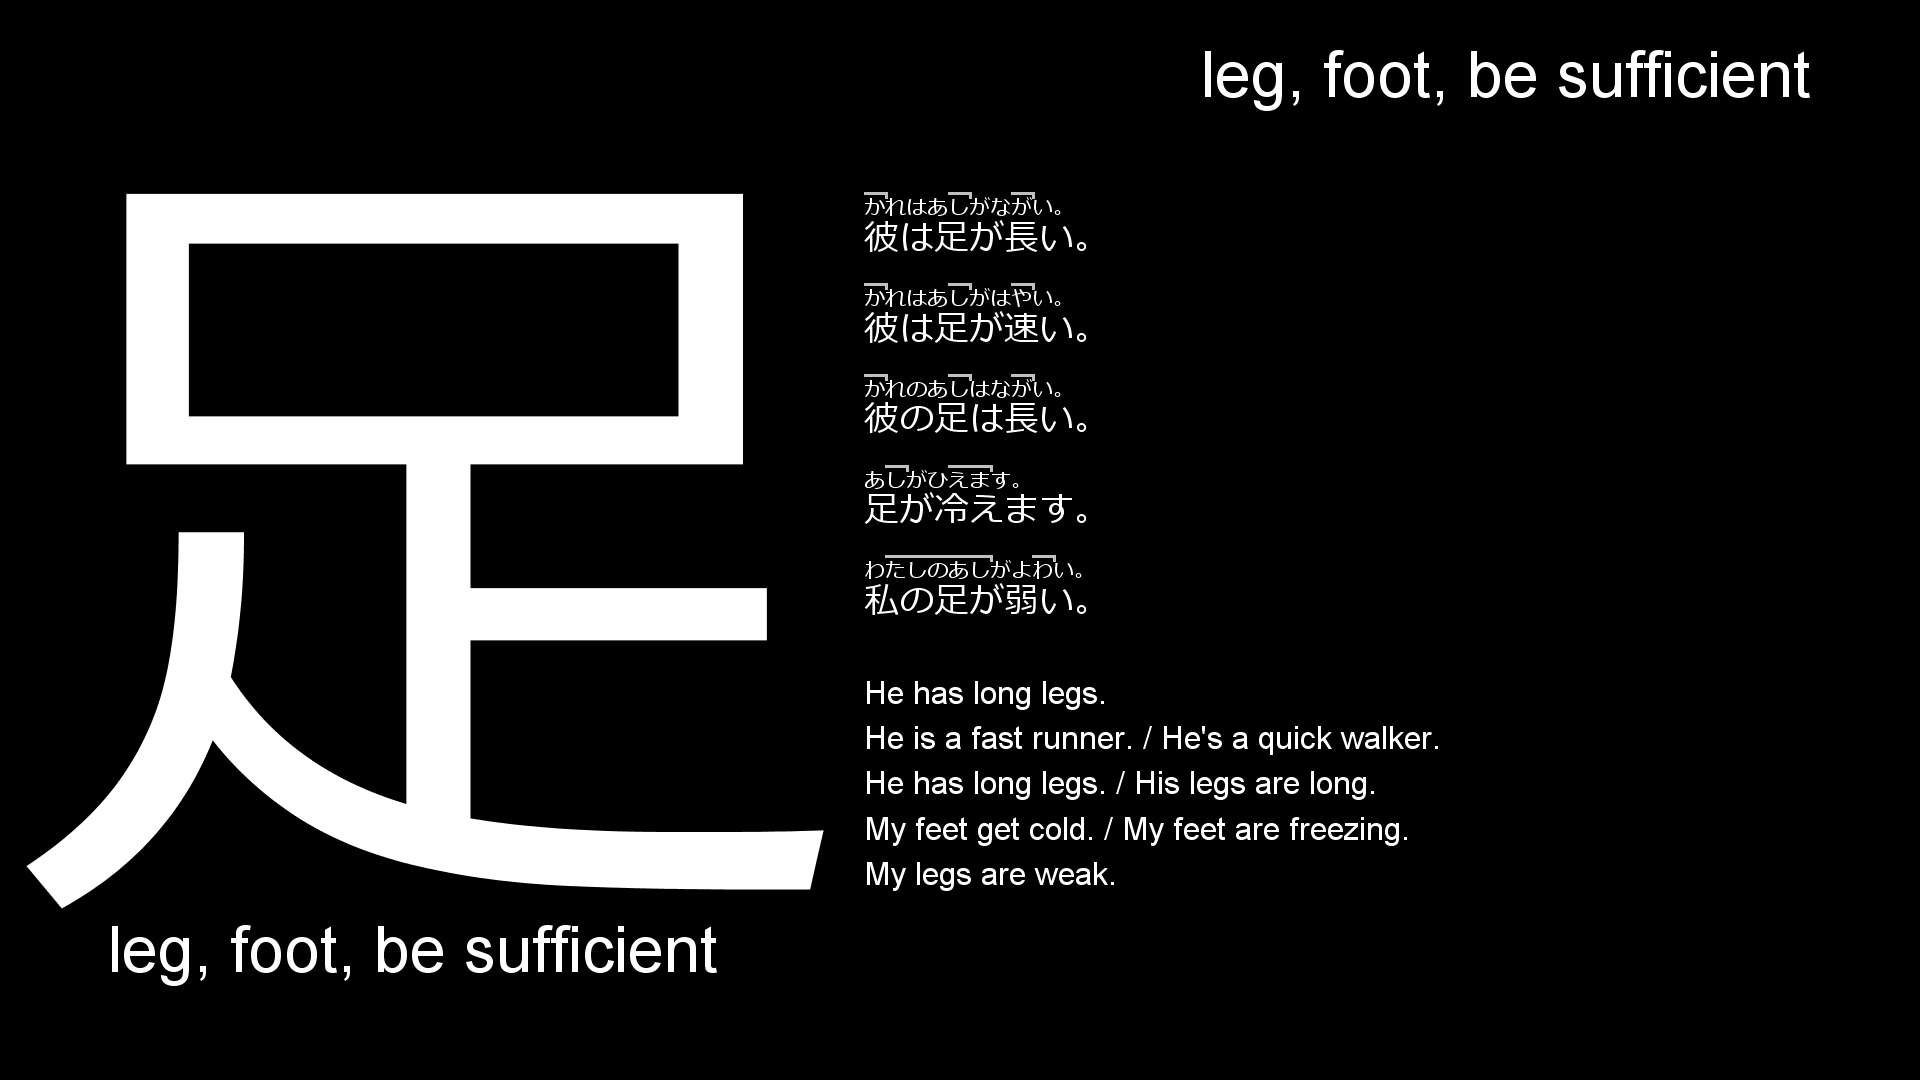 leg, foot, be sufficient
足
leg, foot, be sufficient
かれはあしがながい。
彼は足が長い。
かれはあしがはやい。
彼は足が速い。
かれのあしはながい。
彼の足は長い。
あしがひえます。
足が冷えます。
わたしのあしがよわい。
私の足が弱い。
He has long legs.
He is a fast runner. / He's a quick walker.
He has long legs. / His legs are long.
My feet get cold. / My feet are freezing.
My legs are weak.